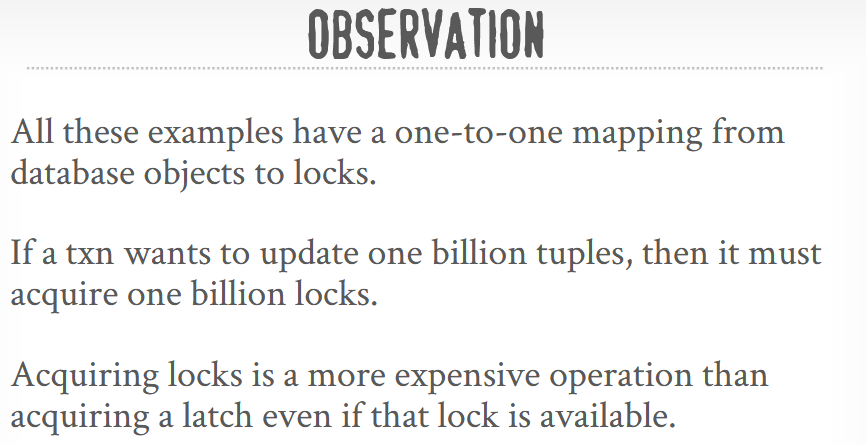 OBSERVATION
All these examples have a one-to-one mapping from
database objects to locks.
If a txn wants to update one billion tuples, then it must
acquire one billion locks.
Acquiring locks is a more expensive operation than
acquiring a latch even if that lock is available.